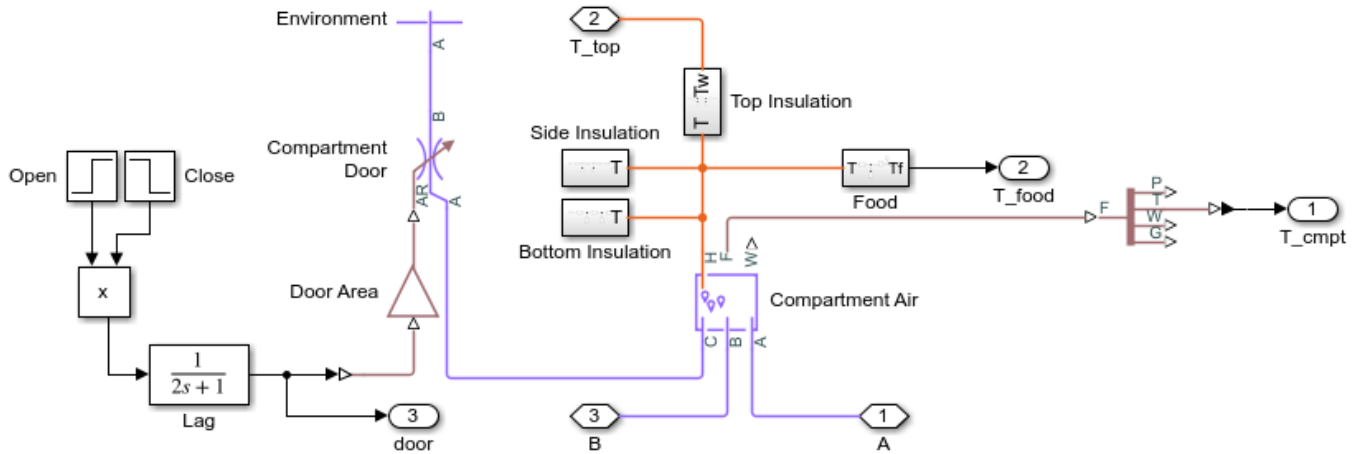 Environment
A
B
Compartment
Door
AR
A
Open
Close
x
Door Area
1
2s + 1
Lag
3
door
2
T_top
Tw
T
Top Insulation
Side Insulation
T
T
Bottom Insulation
T
Tf
Food
2
T_food
H
F
W
Compartment Air
C
B
A
3
B
1
A
F
P
T
W
G
1
T_cmpt